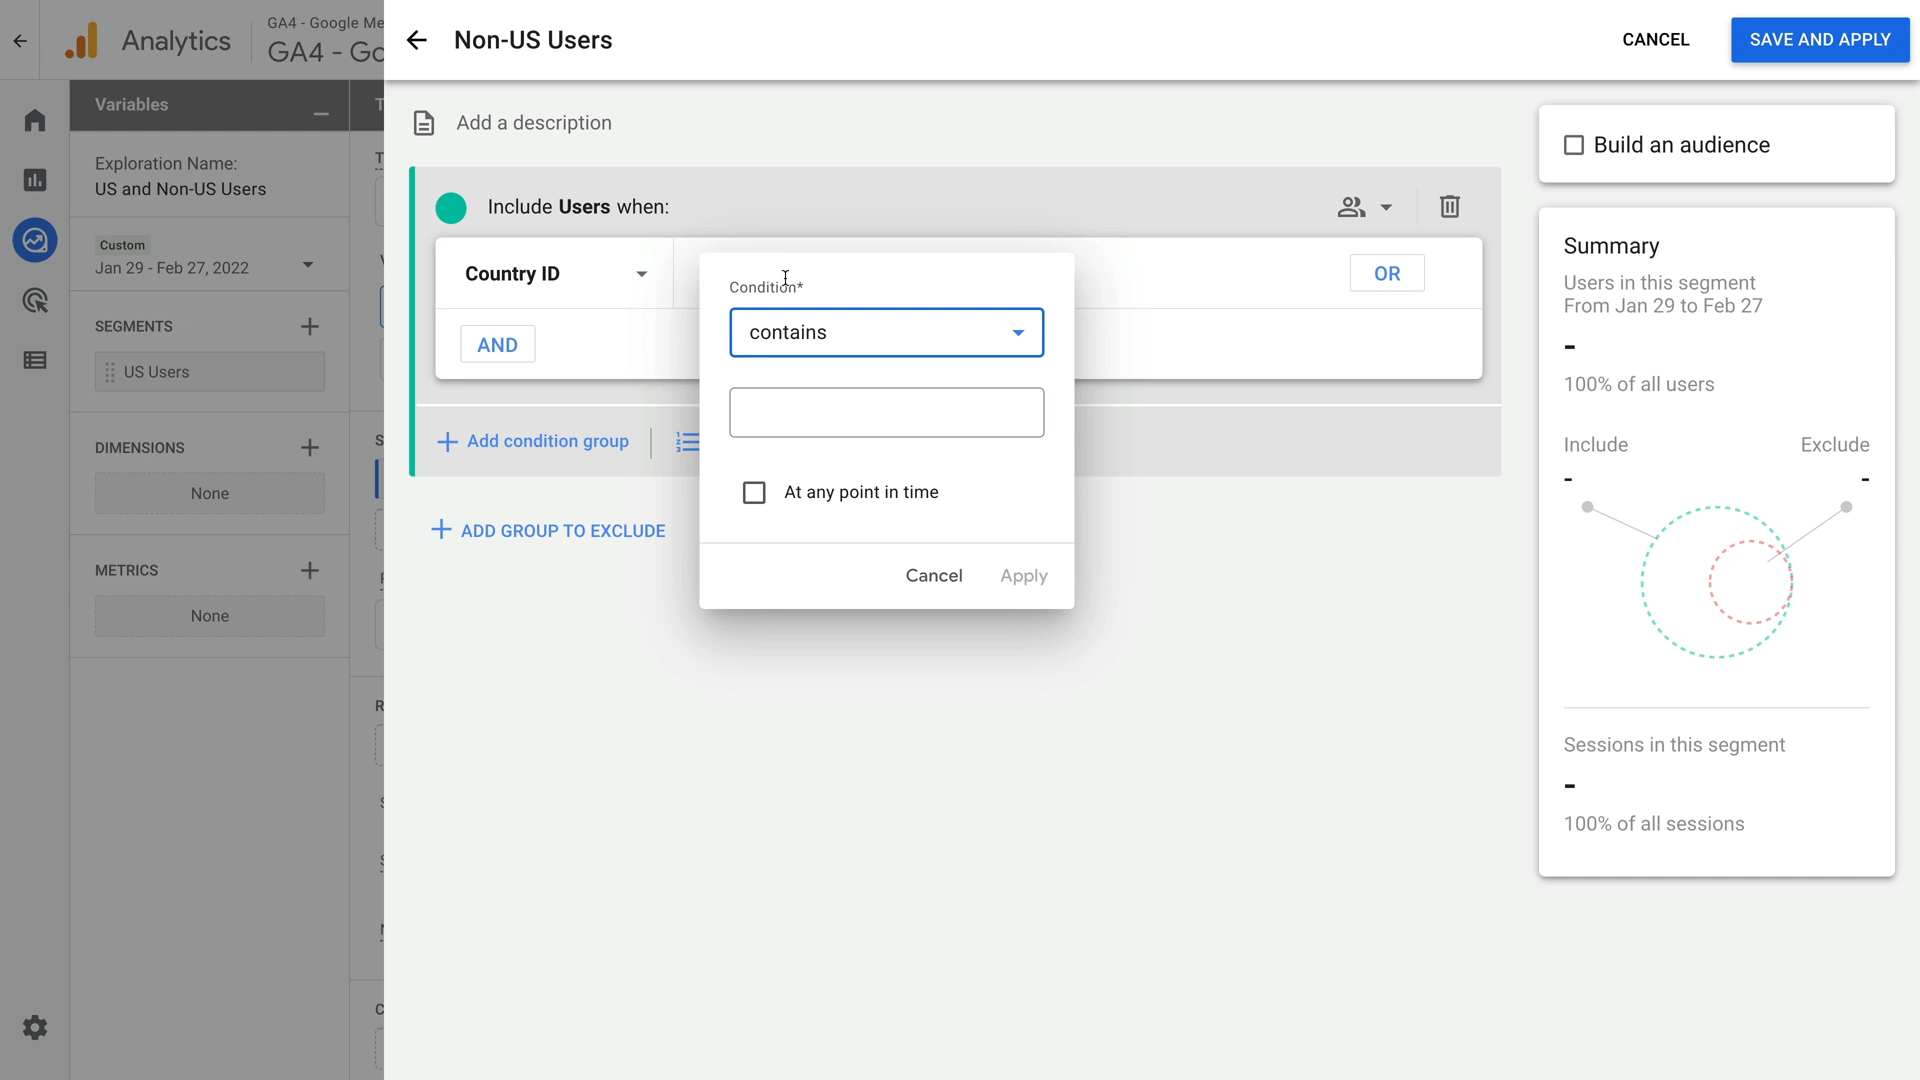 Analytics
GA4 - Google Me
GA4 - Go
Non-US Users
CANCEL
SAVE AND APPLY
Variables
T
Exploration Name:
US and Non-US Users
Custom
Jan 29 - Feb 27, 2022
SEGMENTS
US Users
DIMENSIONS
None
METRICS
None
Add a description
Include Users when:
Country ID
OR
AND
Add condition group
ADD GROUP TO EXCLUDE
Condition*
contains
At any point in time
Cancel
Apply
Build an audience
Summary
Users in this segment
From Jan 29 to Feb 27
-
100% of all users
Include
Exclude
-
-
Sessions in this segment
-
100% of all sessions